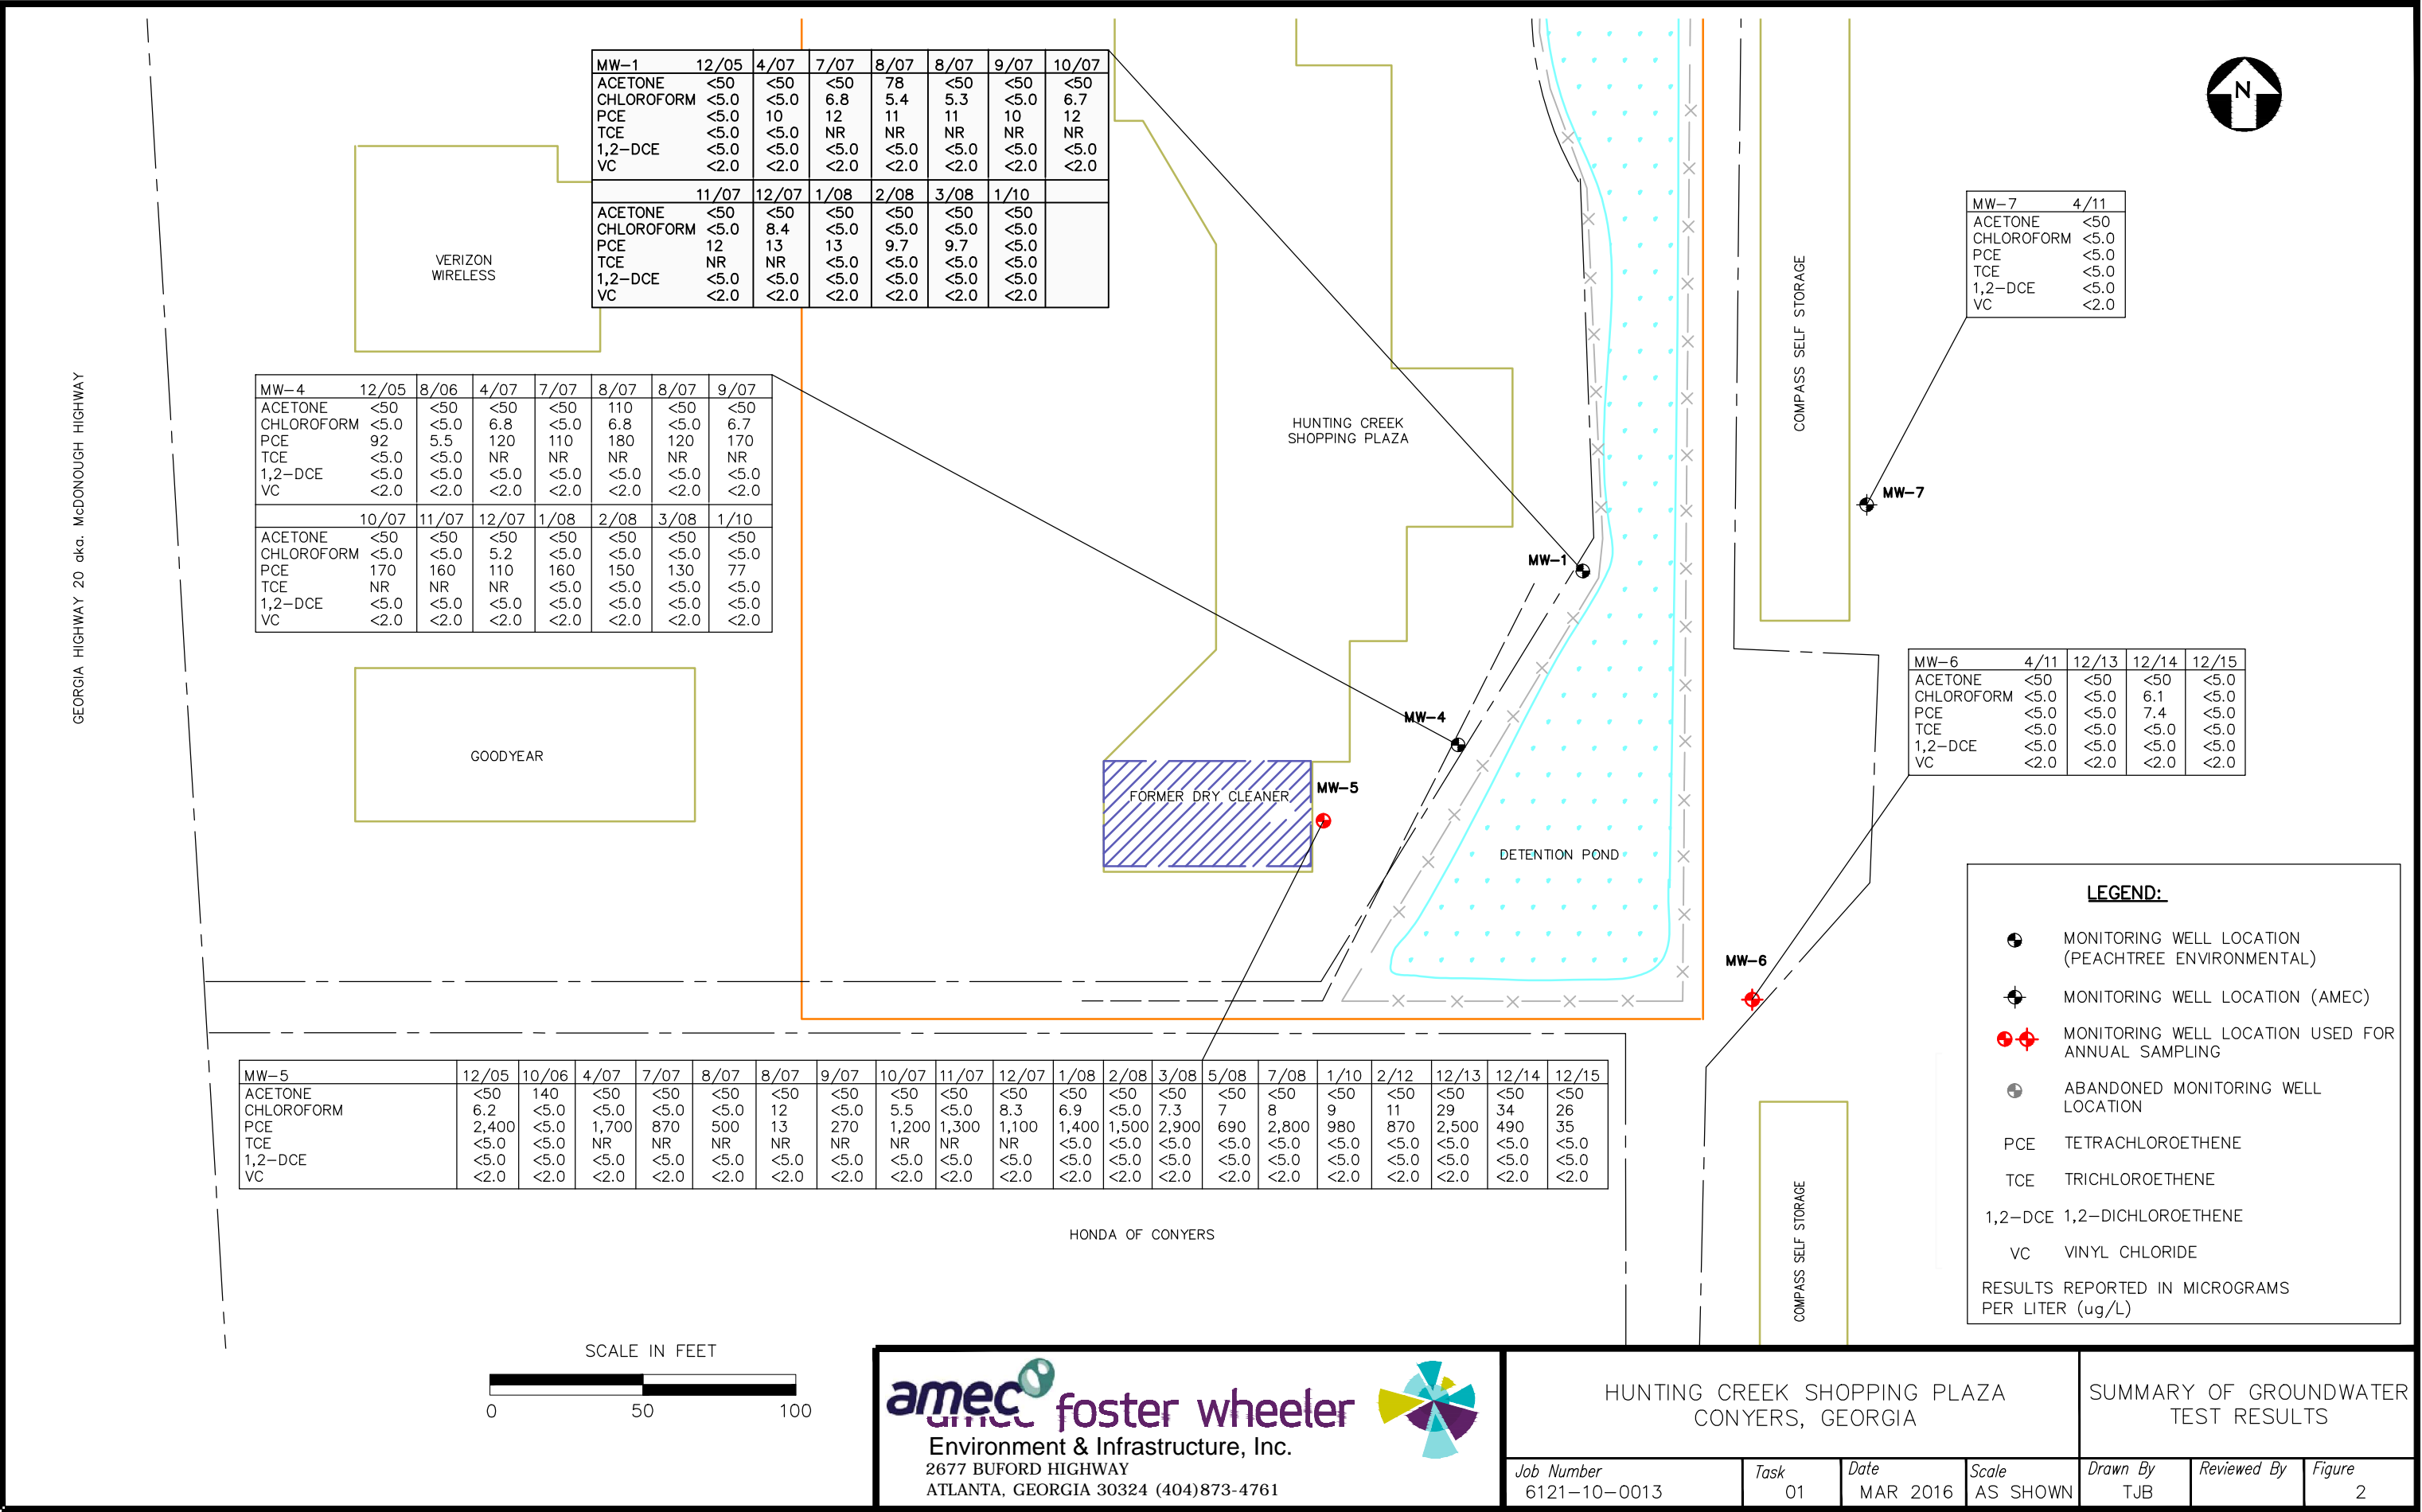 MW-1 12/05 4/07 7/07 8/07 8/07 9/07 10/07
ACETONE <50 <50 <50 78 <50 <50 <50
CHLOROFORM <5.0 <5.0 6.8 5.4 5.3 <5.0 6.7
PCE <5.0 10 12 11 11 10 12
TCE <5.0 <5.0 NR NR NR NR NR
1,2-DCE <5.0 <5.0 <5.0 <5.0 <5.0 <5.0 <5.0
VC <2.0 <2.0 <2.0 <2.0 <2.0 <2.0 <2.0
11/07 12/07 1/08 2/08 3/08 1/10
ACETONE <50 <50 <50 <50 <50 <50
CHLOROFORM <5.0 8.4 <5.0 <5.0 <5.0 <5.0
PCE 12 13 13 9.7 9.7 <5.0
TCE NR NR <5.0 <5.0 <5.0 <5.0
1,2-DCE <5.0 <5.0 <5.0 <5.0 <5.0 <5.0
VC <2.0 <2.0 <2.0 <2.0 <2.0 <2.0
N
MW-7 4/11
ACETONE <50
CHLOROFORM <5.0
PCE <5.0
TCE <5.0
1,2-DCE <5.0
VC <2.0
VERIZON
WIRELESS
COMPASS SELF STORAGE
GEORGIA HIGHWAY 20 aka. McDONOUGH HIGHWAY
MW-4 12/05 8/06 4/07 7/07 8/07 8/07 9/07
ACETONE <50 <50 <50 <50 110 <50 <50
CHLOROFORM <5.0 <5.0 6.8 <5.0 6.8 <5.0 6.7
PCE 92 5.5 120 110 180 120 170
TCE <5.0 <5.0 NR NR NR NR NR
1,2-DCE <5.0 <5.0 <5.0 <5.0 <5.0 <5.0 <5.0
VC <2.0 <2.0 <2.0 <2.0 <2.0 <2.0 <2.0
10/07 11/07 12/07 1/08 2/08 3/08 1/10
ACETONE <50 <50 <50 <50 <50 <50 <50
CHLOROFORM <5.0 <5.0 5.2 <5.0 <5.0 <5.0 <5.0
PCE 170 160 110 160 150 130 77
TCE NR NR NR <5.0 <5.0 <5.0 <5.0
1,2-DCE <5.0 <5.0 <5.0 <5.0 <5.0 <5.0 <5.0
VC <2.0 <2.0 <2.0 <2.0 <2.0 <2.0 <2.0
HUNTING CREEK
SHOPPING PLAZA
MW-7
MW-1
MW-6 4/11 12/13 12/14 12/15
ACETONE <50 <50 <50 <5.0
CHLOROFORM <5.0 <5.0 6.1 <5.0
PCE <5.0 <5.0 7.4 <5.0
TCE <5.0 <5.0 <5.0 <5.0
1,2-DCE <5.0 <5.0 <5.0 <5.0
VC <2.0 <2.0 <2.0 <2.0
MW-4
GOODYEAR
FORMER DRY CLEANER
MW-5
DETENTION POND
MW-6
LEGEND:
MONITORING WELL LOCATION
(PEACHTREE ENVIRONMENTAL)
MONITORING WELL LOCATION (AMEC)
MONITORING WELL LOCATION USED FOR
ANNUAL SAMPLING
ABANDONED MONITORING WELL
LOCATION
PCE TETRACHLOROETHENE
TCE TRICHLOROETHENE
1,2-DCE 1,2-DICHLOROETHENE
VC VINYL CHLORIDE
RESULTS REPORTED IN MICROGRAMS
PER LITER (ug/L)
MW-5 12/05 10/06 4/07 7/07 8/07 8/07 9/07 10/07 11/07 12/07 1/08 2/08 3/08 5/08 7/08 1/10 2/12 12/13 12/14 12/15
ACETONE <50 140 <50 <50 <50 <50 <50 <50 <50 <50 <50 <50 <50 <50 <50 <50 <50 <50 <50 <50
CHLOROFORM 6.2 <5.0 <5.0 <5.0 <5.0 12 <5.0 5.5 <5.0 8.3 6.9 <5.0 7.3 7 8 9 11 29 34 26
PCE 2,400 <5.0 1,700 870 500 13 270 1,200 1,300 1,100 1,400 1,500 2,900 690 2,800 980 870 2,500 490 35
TCE <5.0 <5.0 NR NR NR NR NR NR NR NR <5.0 <5.0 <5.0 <5.0 <5.0 <5.0 <5.0 <5.0 <5.0 <5.0
1,2-DCE <5.0 <5.0 <5.0 <5.0 <5.0 <5.0 <5.0 <5.0 <5.0 <5.0 <5.0 <5.0 <5.0 <5.0 <5.0 <5.0 <5.0 <5.0 <5.0 <5.0
VC <2.0 <2.0 <2.0 <2.0 <2.0 <2.0 <2.0 <2.0 <2.0 <2.0 <2.0 <2.0 <2.0 <2.0 <2.0 <2.0 <2.0 <2.0 <2.0 <2.0
HONDA OF CONYERS
COMPASS SELF STORAGE
SCALE IN FEET
0 50 100
amec
amec foster wheeler
Environment & Infrastructure, Inc.
2677 BUFORD HIGHWAY
ATLANTA, GEORGIA 30324 (404)873-4761
HUNTING CREEK SHOPPING PLAZA
CONYERS, GEORGIA
SUMMARY OF GROUNDWATER
TEST RESULTS
Job Number 6121-10-0013
Task 01
Date MAR 2016
Scale AS SHOWN
Drawn By TJB
Reviewed By
Figure 2